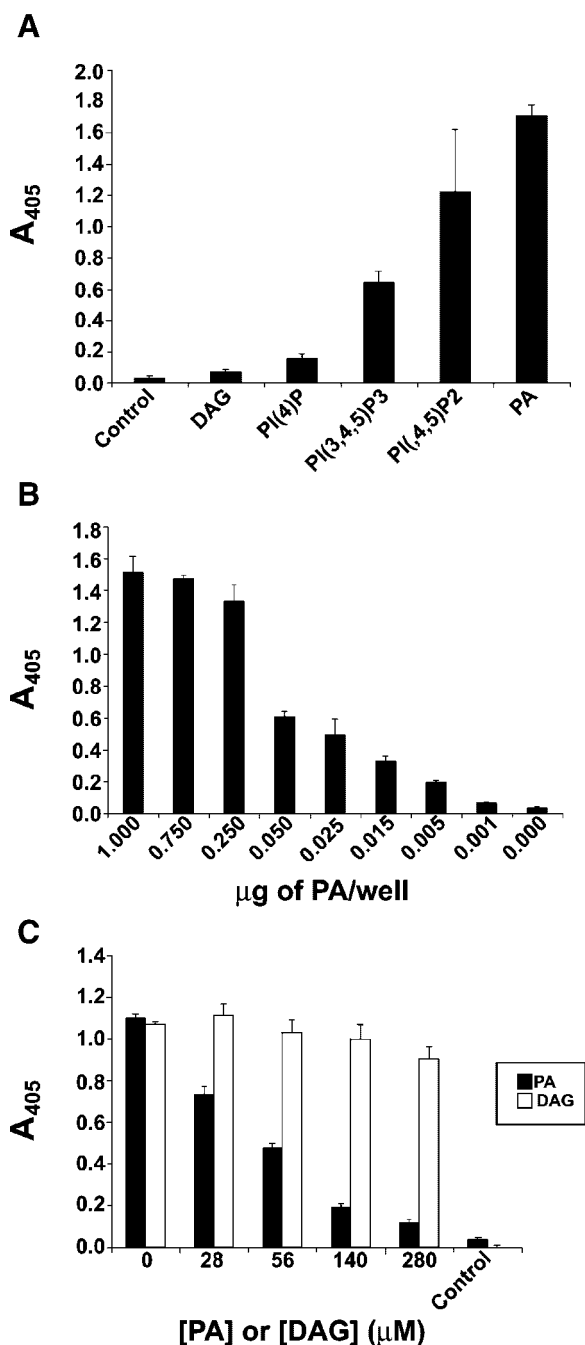 A
2.0
1.8
1.6
1.4
1.2
1.0
0.8
0.6
0.4
0.2
0.0
A405
Control
DAG
PI(4)P
PI(3,4,5)P3
PI(,4,5)P2
PA
B
1.8
1.6
1.4
1.2
1.0
0.8
0.6
0.4
0.2
0.0
A405
1.000
0.750
0.250
0.050
0.025
0.015
0.005
0.001
0.000
μg of PA/well
C
1.4
1.2
1.0
0.8
0.6
0.4
0.2
0.0
A405
PA
DAG
0
28
56
140
280
Control
[PA] or [DAG] (μM)